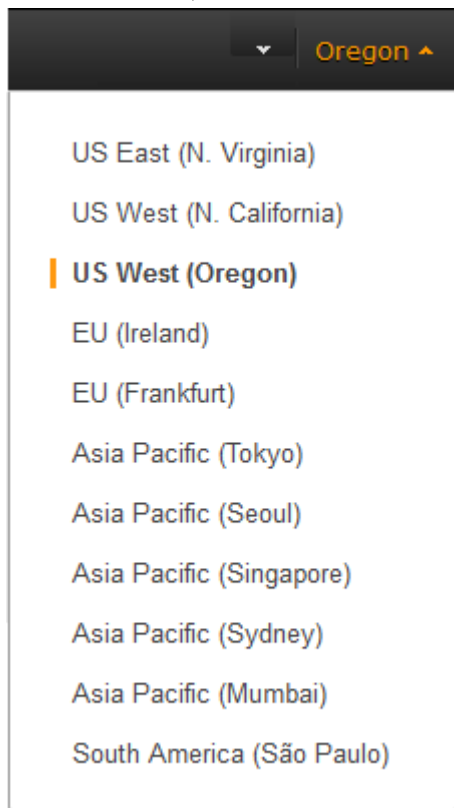 Oregon
US East (N. Virginia)
US West (N. California)
US West (Oregon)
EU (Ireland)
EU (Frankfurt)
Asia Pacific (Tokyo)
Asia Pacific (Seoul)
Asia Pacific (Singapore)
Asia Pacific (Sydney)
Asia Pacific (Mumbai)
South America (São Paulo)